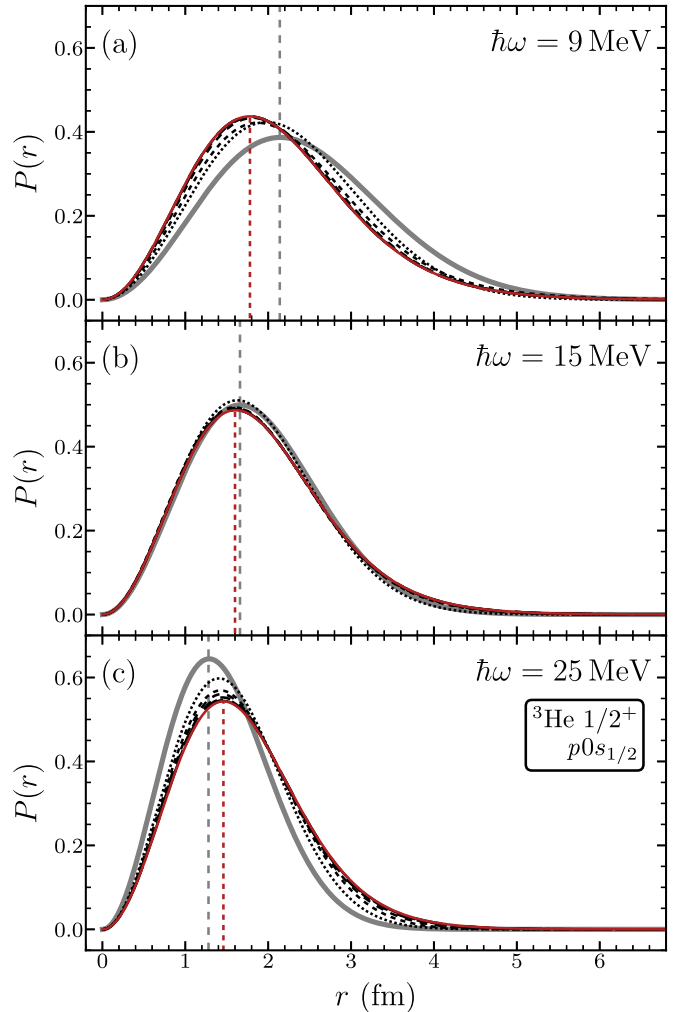 (a)
ħω = 9 MeV
0.6
0.4
0.2
0.0
P(r)
(b)
ħω = 15 MeV
0.6
0.4
0.2
0.0
P(r)
(c)
ħω = 25 MeV
³He 1/2⁺
p0s₁/₂
0.6
0.4
0.2
0.0
P(r)
0 1 2 3 4 5 6
r (fm)